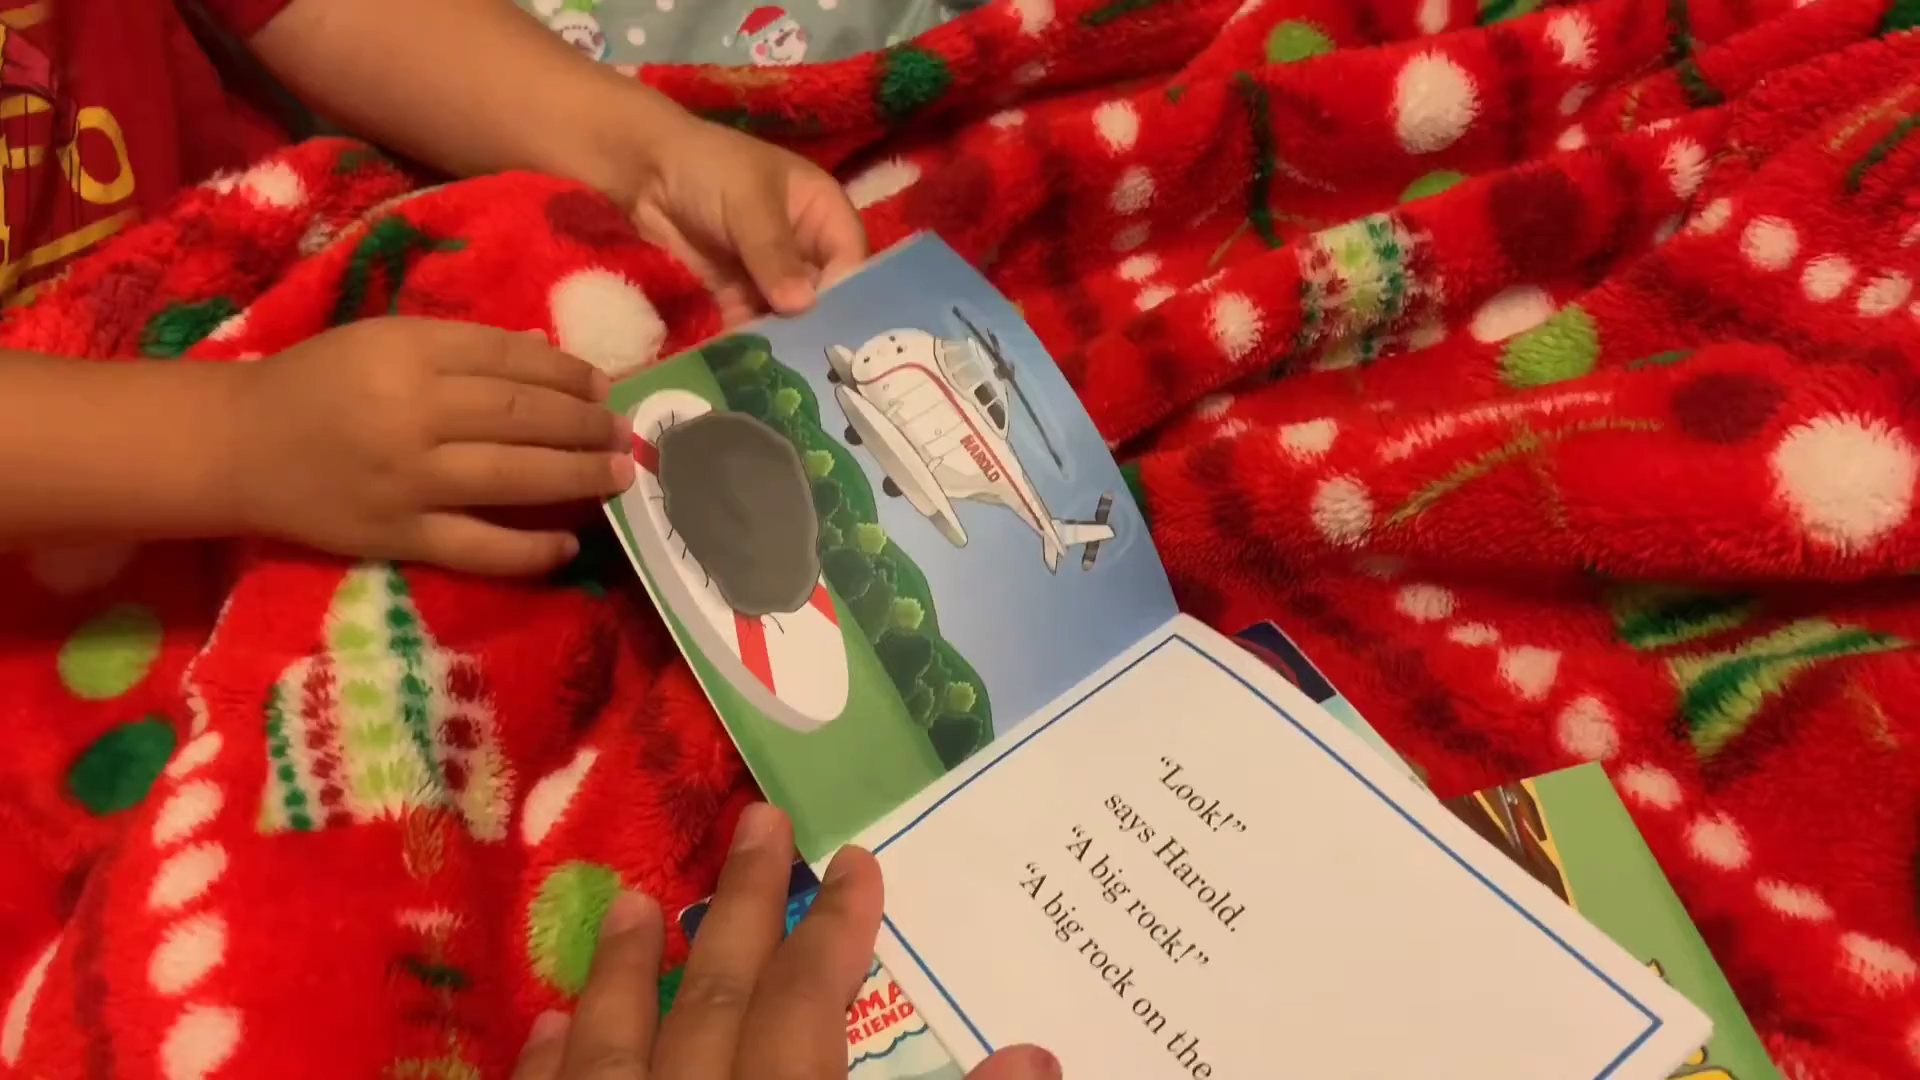 HAROLD
"Look!"
says Harold.
"A big rock!"
"A big rock on the